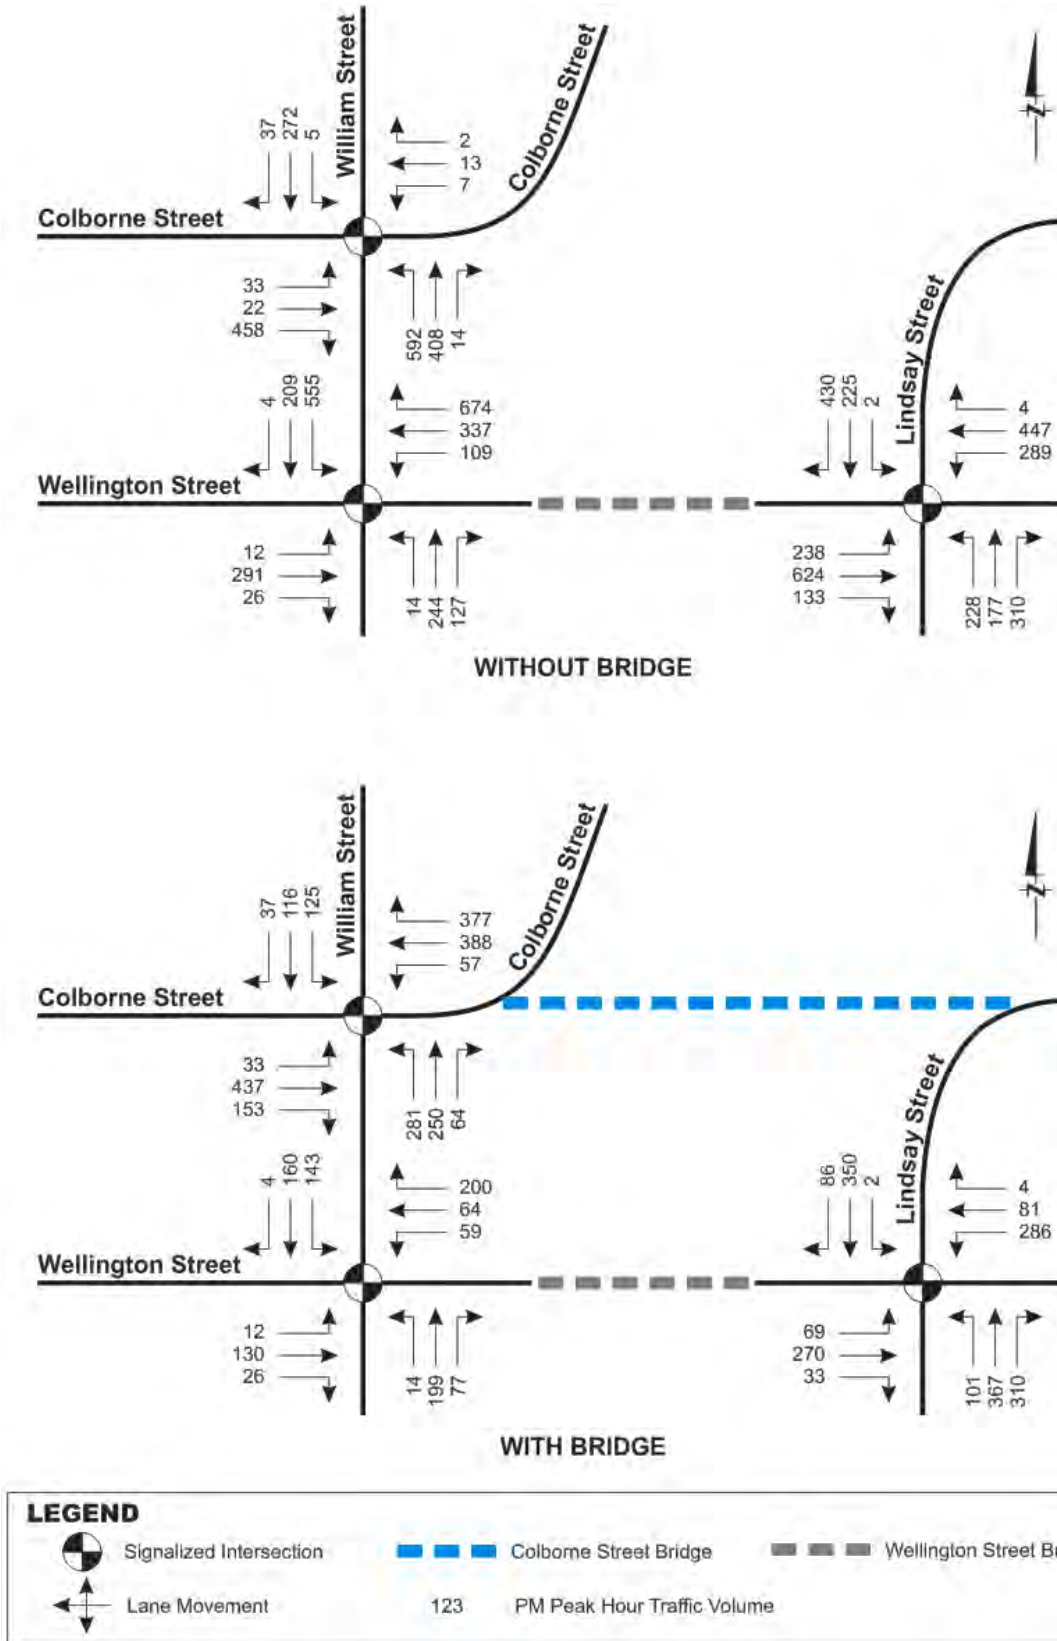 William Street
Colborne Street
37 272 5
2
13
7
Colborne Street
33
22
458
592 408 14
Lindsay Street
4 209 555
674
337
109
430 225 2
4
447
289
Wellington Street
12
291
26
14 244 127
238
624
133
228 177 310
WITHOUT BRIDGE
William Street
Colborne Street
37 116 125
377
388
57
Colborne Street
33
437
153
281 250 64
Lindsay Street
4 160 143
200
64
59
86 350 2
4
81
286
Wellington Street
12
130
26
14 199 77
69
270
33
101 367 310
WITH BRIDGE
LEGEND
Signalized Intersection
Colborne Street Bridge
Wellington Street B
Lane Movement
123 PM Peak Hour Traffic Volume
Z
Z